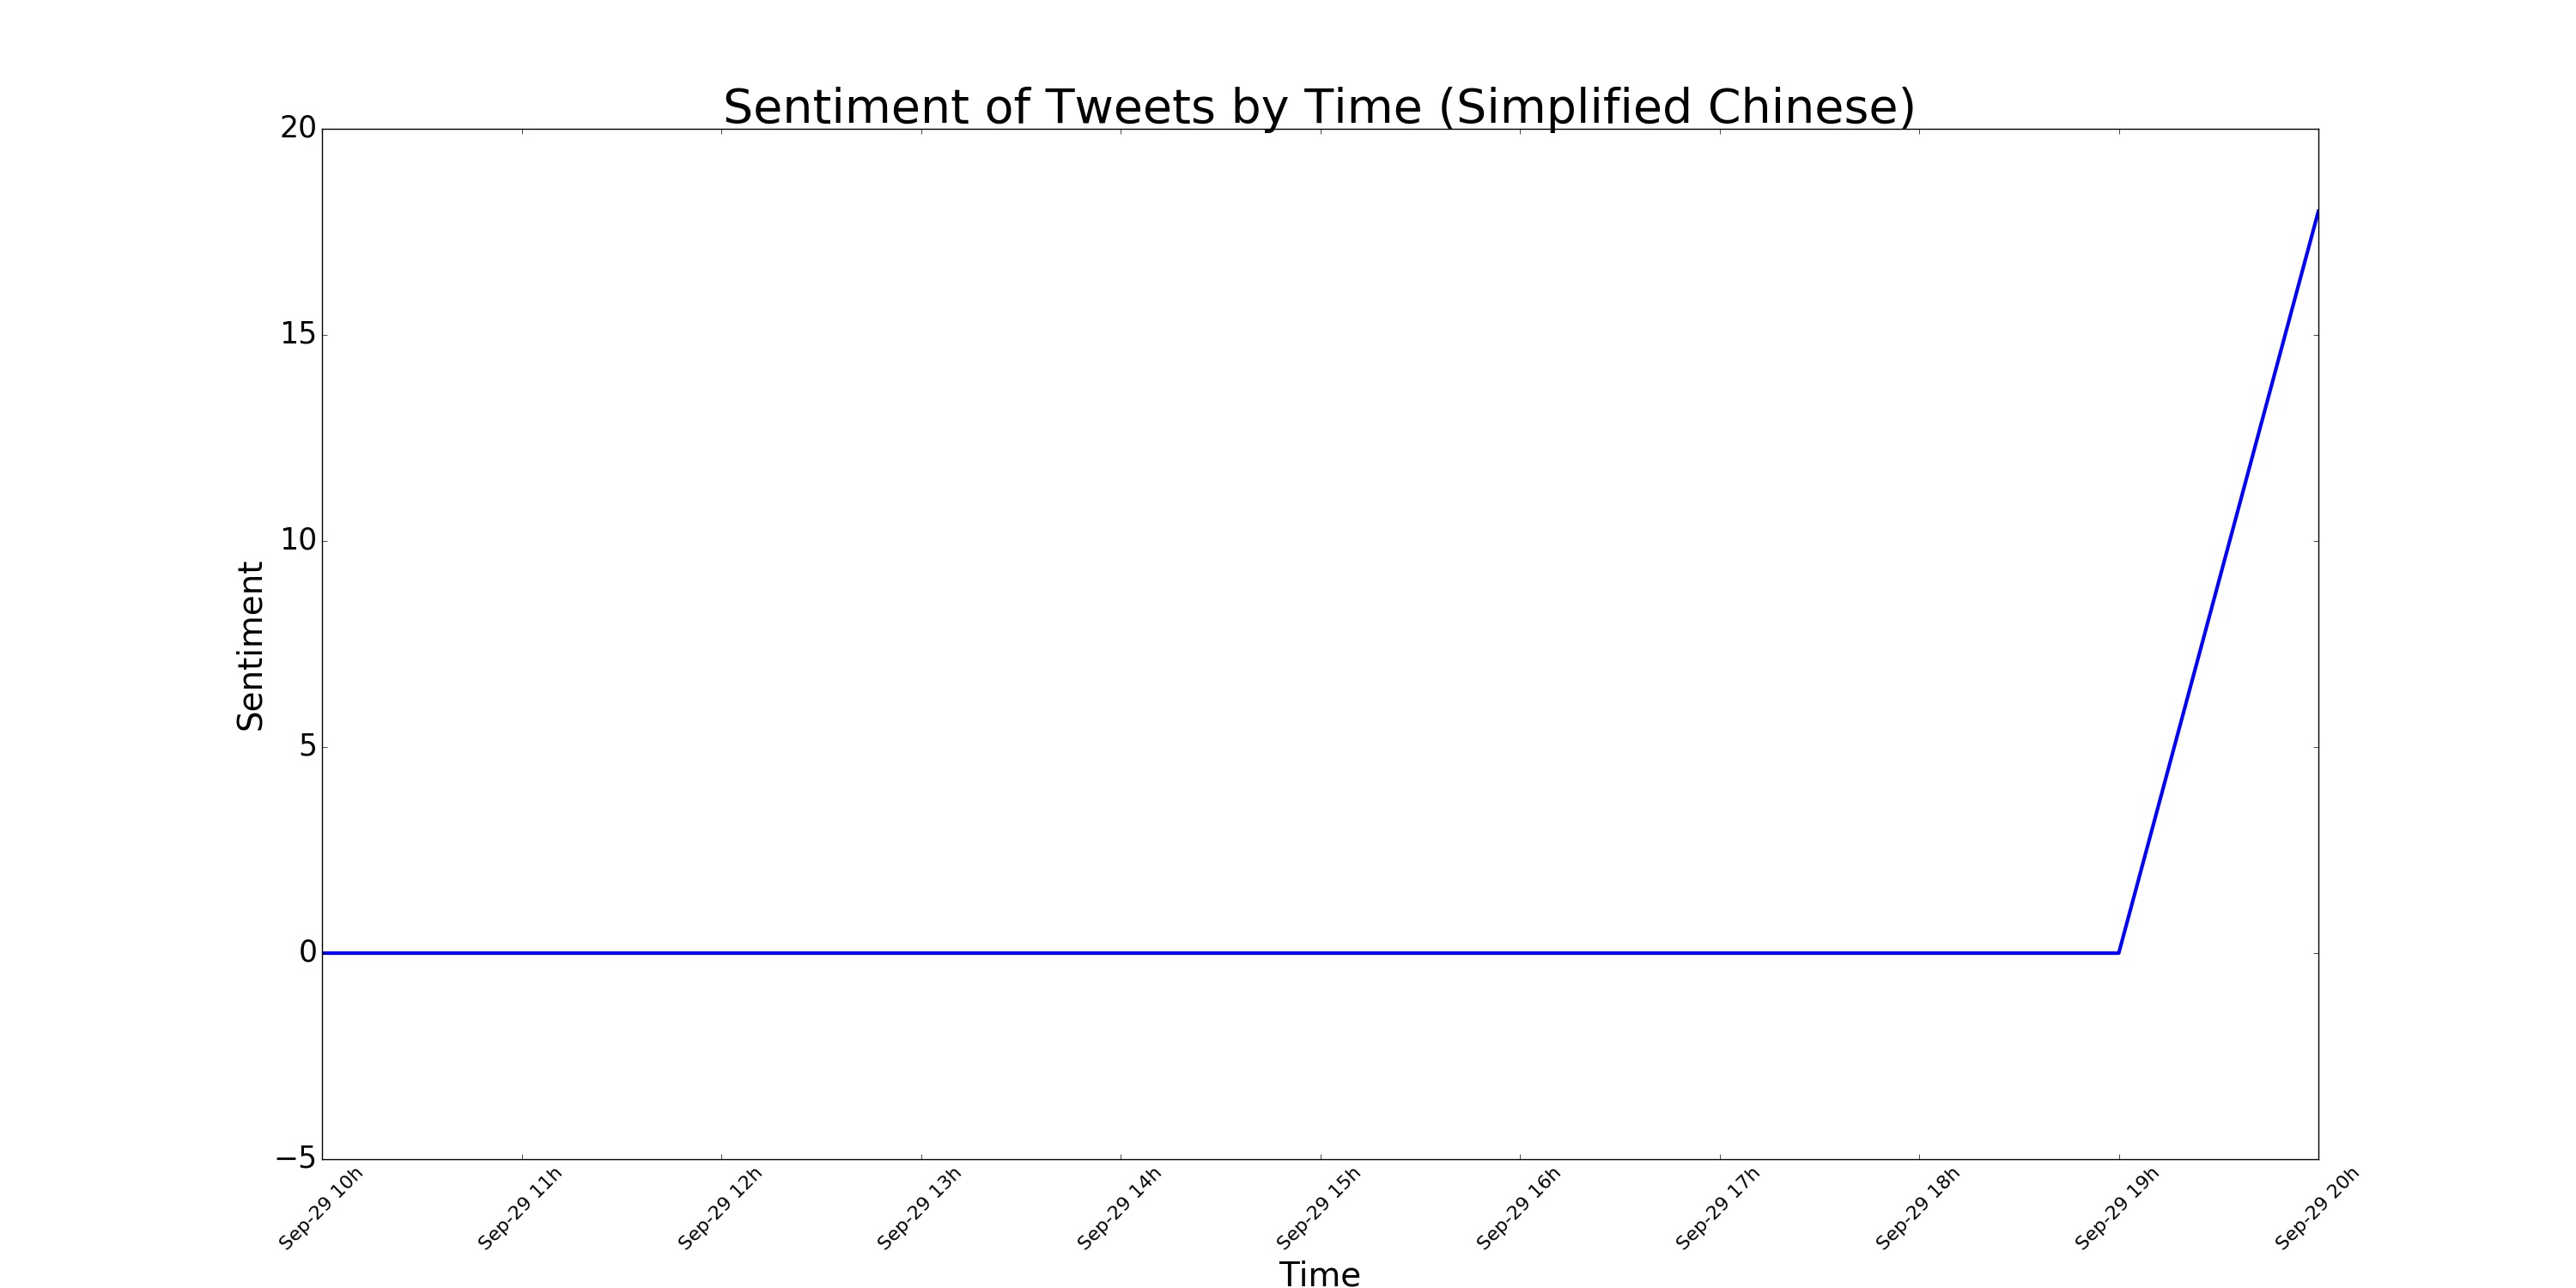 Sentiment of Tweets by Time (Simplified Chinese)
20
15
10
5
0
−5
Sentiment
Sep-29 10h
Sep-29 11h
Sep-29 12h
Sep-29 13h
Sep-29 14h
Sep-29 15h
Sep-29 16h
Sep-29 17h
Sep-29 18h
Sep-29 19h
Sep-29 20h
Time